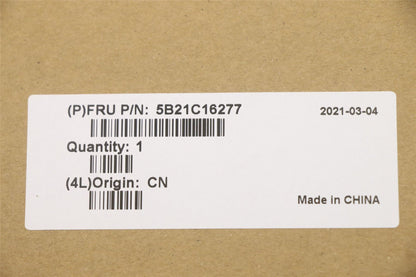 (P)FRU P/N: 5B21C16277
2021-03-04
Quantity: 1
(4L)Origin: CN
Made in CHINA